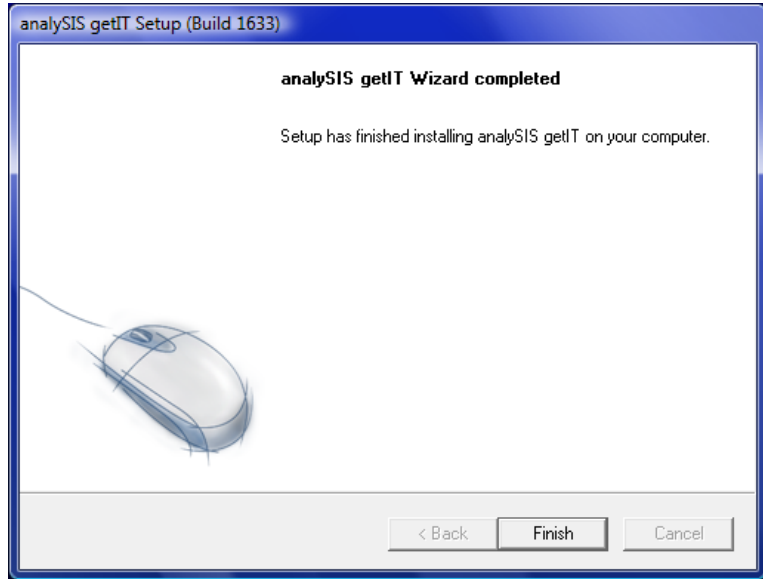 analySIS getIT Setup (Build 1633)
analySIS getIT Wizard completed
Setup has finished installing analySIS getIT on your computer.
< Back
Finish
Cancel